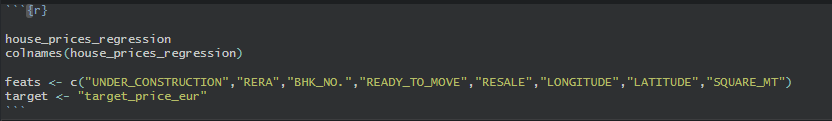 ```{r}
house_prices_regression
colnames(house_prices_regression)
feats <- c("UNDER_CONSTRUCTION","RERA","BHK_NO.","READY_TO_MOVE","RESALE","LONGITUDE","LATITUDE","SQUARE_MT")
target <- "target_price_eur"
```